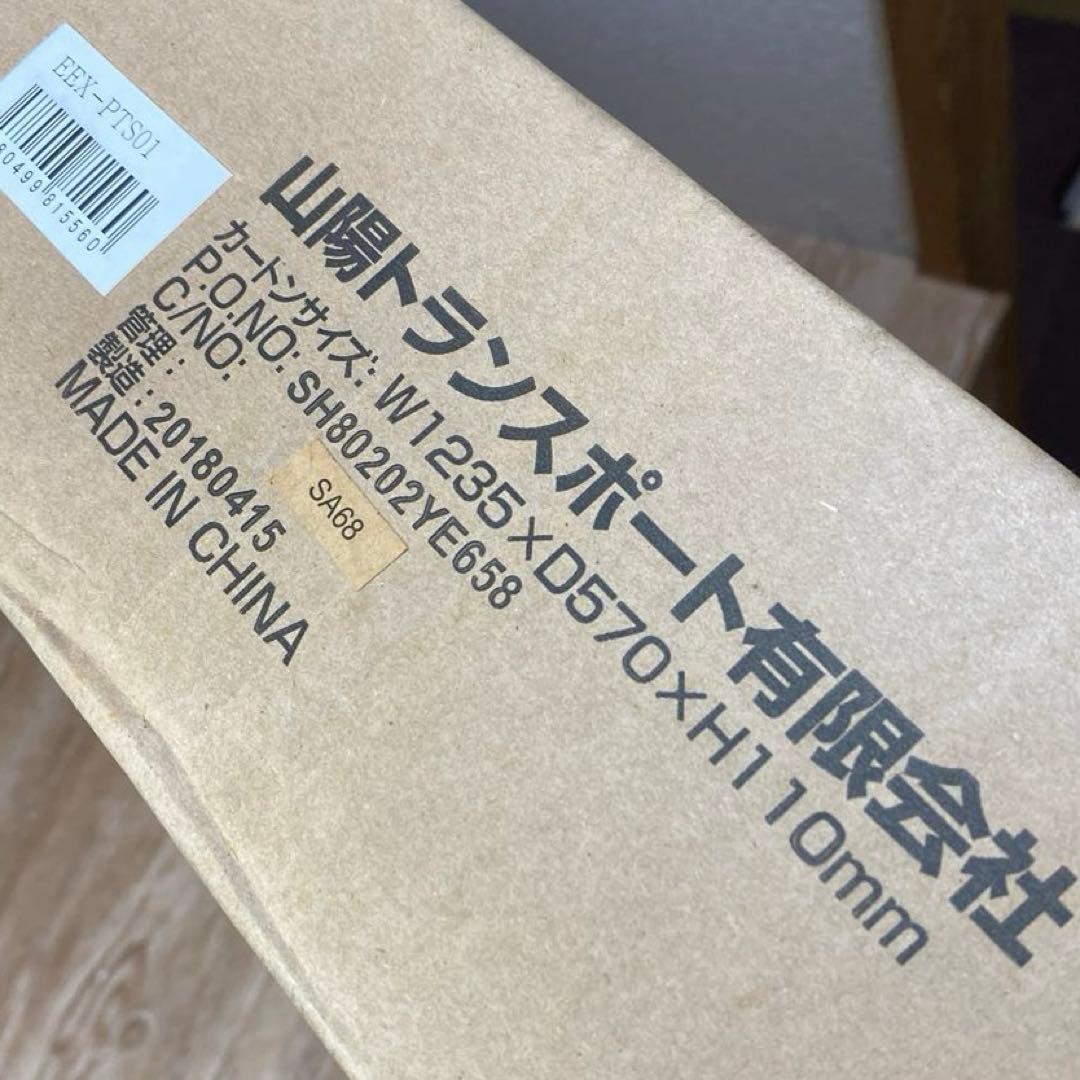 EEX-PTS01
80499815560
山陽トランスポート有限会社
カートンサイズ: W1235×D570×H110mm
P.O.NO: SH80202YE658
C/NO:
SA68
管理:
製造:20180415
MADE IN CHINA